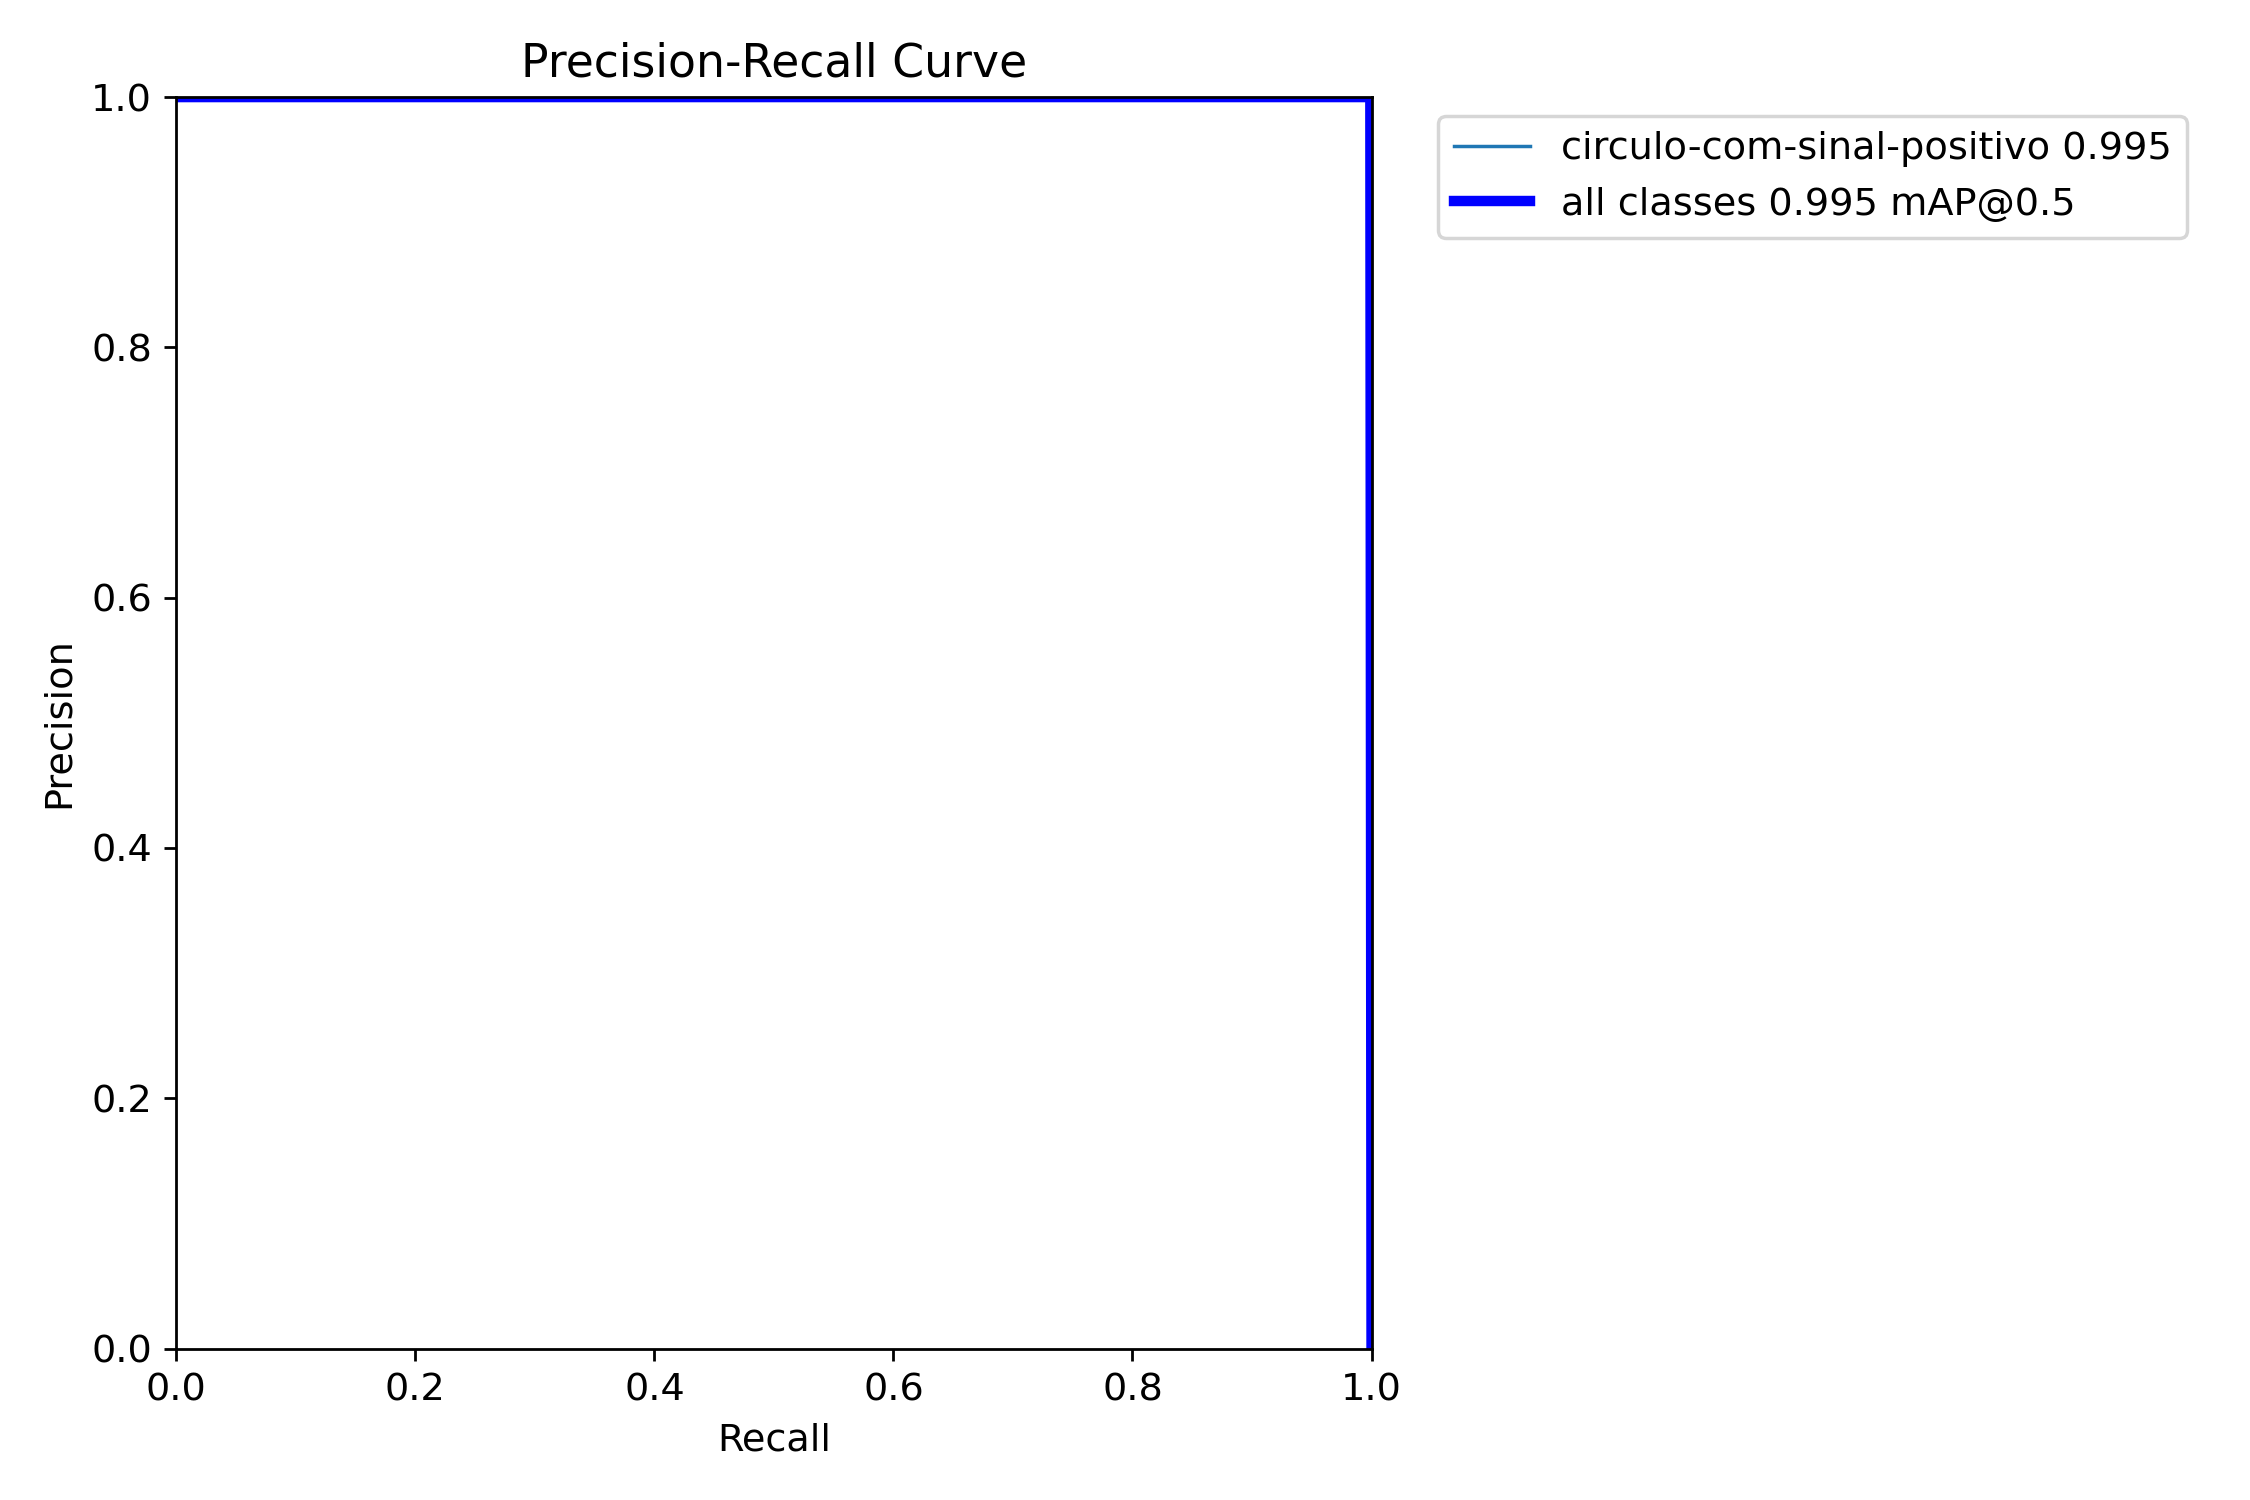 Precision-Recall Curve
circulo-com-sinal-positivo 0.995
all classes 0.995 mAP@0.5
1.0
0.8
0.6
0.4
0.2
0.0
Precision
0.0 0.2 0.4 0.6 0.8 1.0
Recall